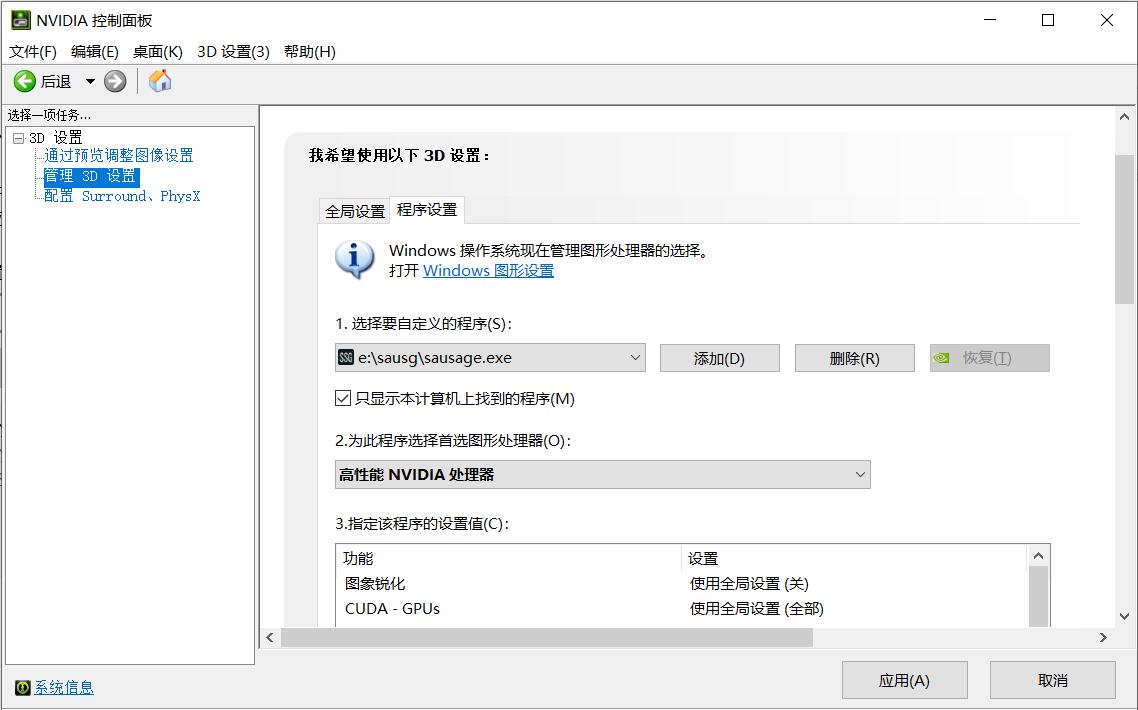 NVIDIA 控制面板
文件(F) 编辑(E) 桌面(K) 3D 设置(3) 帮助(H)
后退
选择一项任务...
3D 设置
通过预览调整图像设置
管理 3D 设置
配置 Surround、PhysX
我希望使用以下 3D 设置：
全局设置 程序设置
Windows 操作系统现在管理图形处理器的选择。
打开 Windows 图形设置
1. 选择要自定义的程序(S)：
SSG e:\sausg\sausage.exe 添加(D) 删除(R) 恢复(T)
只显示本计算机上找到的程序(M)
2.为此程序选择首选图形处理器(O)：
高性能 NVIDIA 处理器
3.指定该程序的设置值(C)：
功能 设置
图象锐化 使用全局设置 (关)
CUDA - GPUs 使用全局设置 (全部)
系统信息
应用(A) 取消